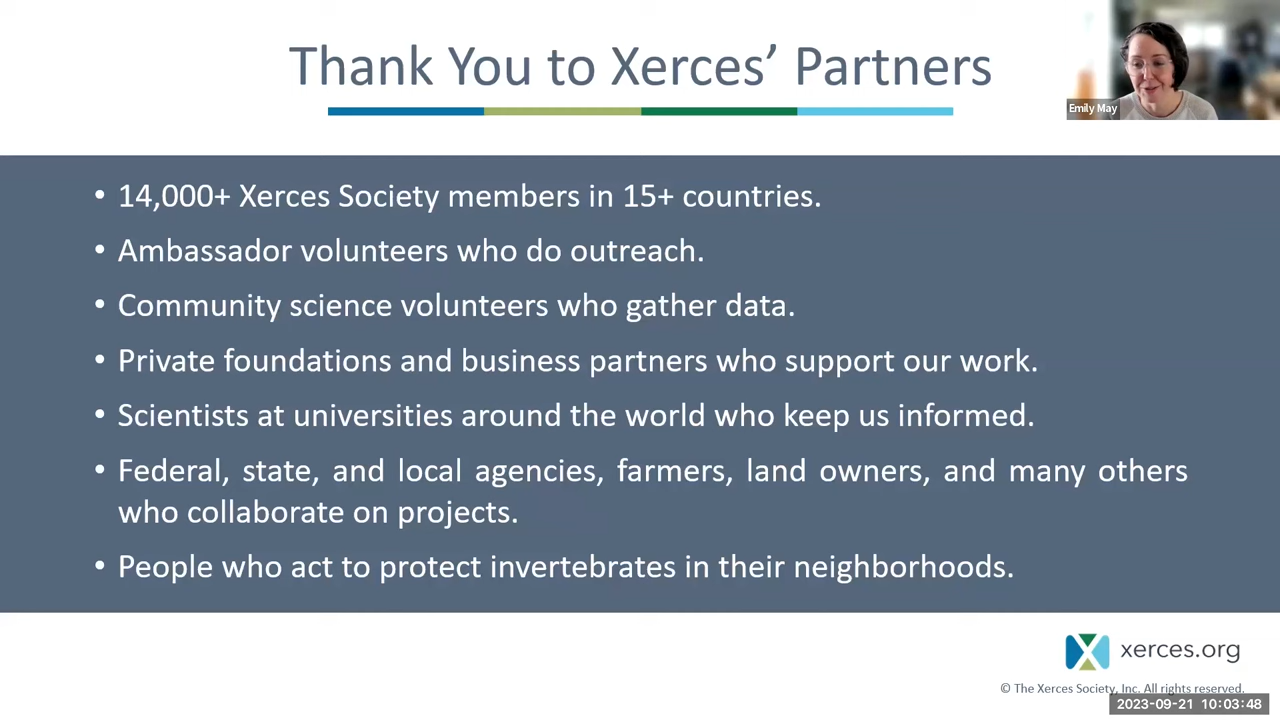 Thank You to Xerces’ Partners
Emily May
• 14,000+ Xerces Society members in 15+ countries.
• Ambassador volunteers who do outreach.
• Community science volunteers who gather data.
• Private foundations and business partners who support our work.
• Scientists at universities around the world who keep us informed.
• Federal, state, and local agencies, farmers, land owners, and many others
who collaborate on projects.
• People who act to protect invertebrates in their neighborhoods.
xerces.org
© The Xerces Society, Inc. All rights reserved.
2023-09-21 10:03:48